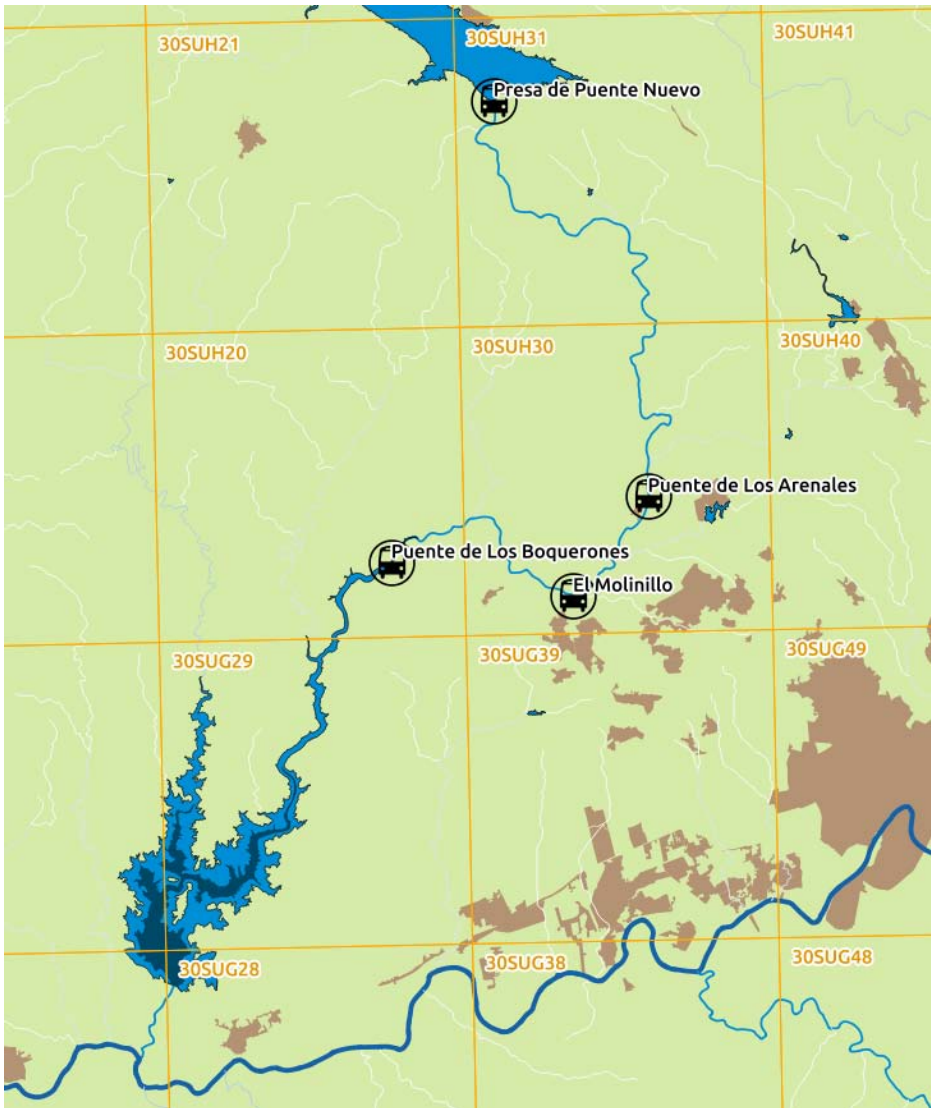 30SUH21
30SUH31
30SUH41
Presa de Puente Nuevo
30SUH20
30SUH30
30SUH40
Puente de Los Arenales
Puente de Los Boquerones
El Molinillo
30SUG29
30SUG39
30SUG49
30SUG28
30SUG38
30SUG48